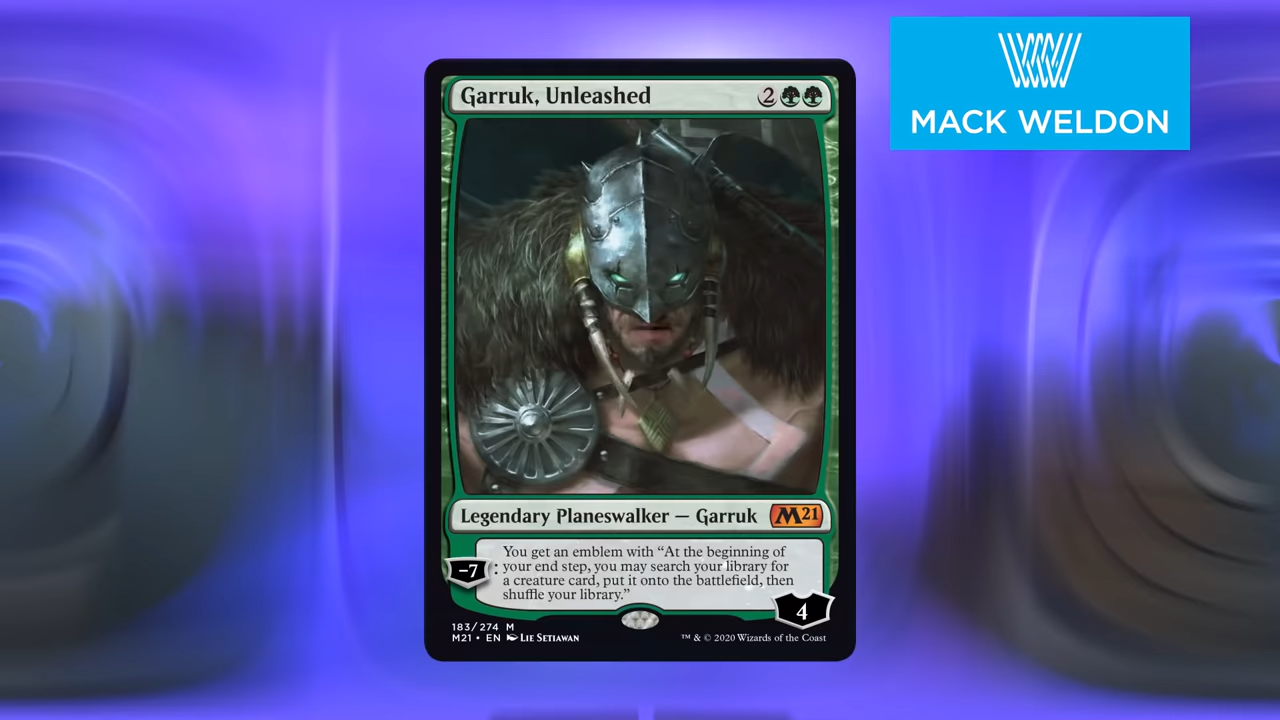 MACK WELDON
Garruk, Unleashed 2
Legendary Planeswalker — Garruk M21
−7: You get an emblem with “At the beginning of
your end step, you may search your library for
a creature card, put it onto the battlefield, then
shuffle your library.”
4
183/274 M
M21 • EN Lie Setiawan
™ & © 2020 Wizards of the Coast